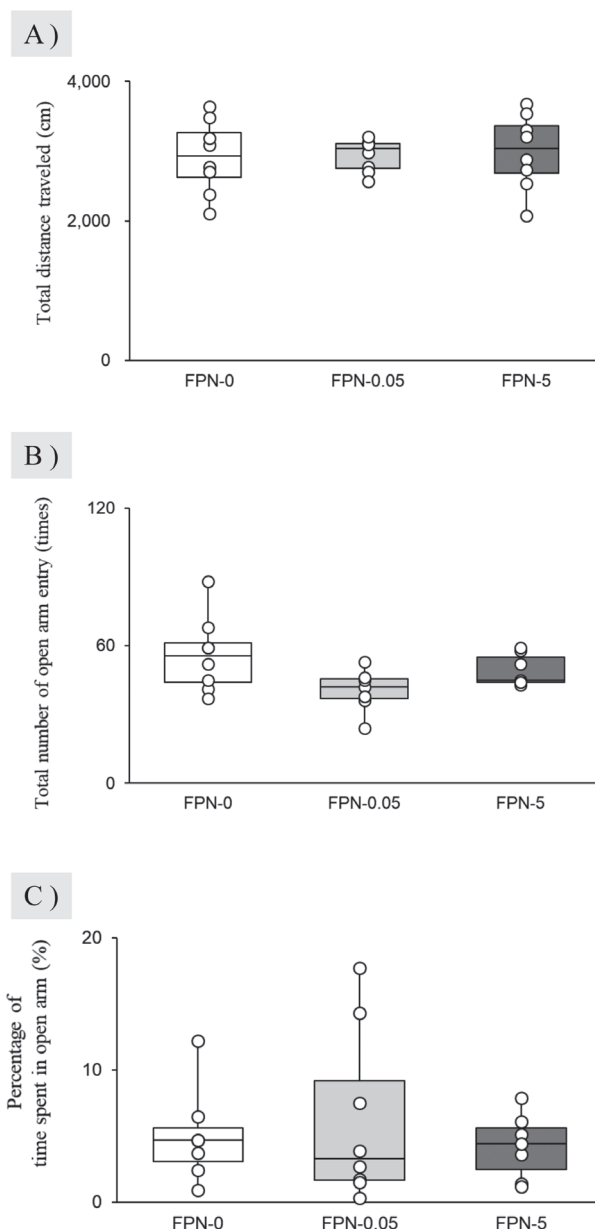 A )
Total distance traveled (cm)
4,000
2,000
0
FPN-0 FPN-0.05 FPN-5
B )
Total number of open arm entry (times)
120
60
0
FPN-0 FPN-0.05 FPN-5
C )
Percentage of
time spent in open arm (%)
20
10
0
FPN-0 FPN-0.05 FPN-5